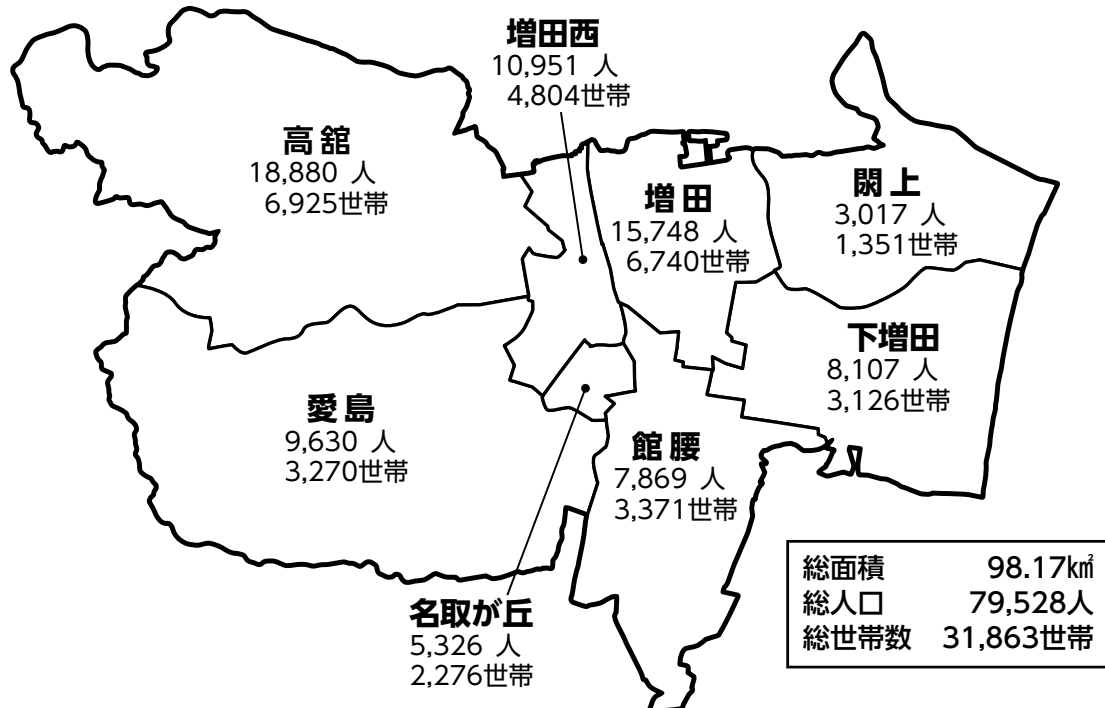 増田西
10,951 人
4,804世帯
高舘
18,880 人
6,925世帯
増田
15,748 人
6,740世帯
閖上
3,017 人
1,351世帯
下増田
8,107 人
3,126世帯
愛島
9,630 人
3,270世帯
館腰
7,869 人
3,371世帯
名取が丘
5,326 人
2,276世帯
総面積 98.17㎢
総人口 79,528人
総世帯数 31,863世帯